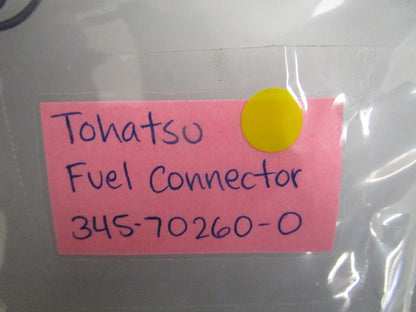 Tohatsu
Fuel Connector
345-70260-0